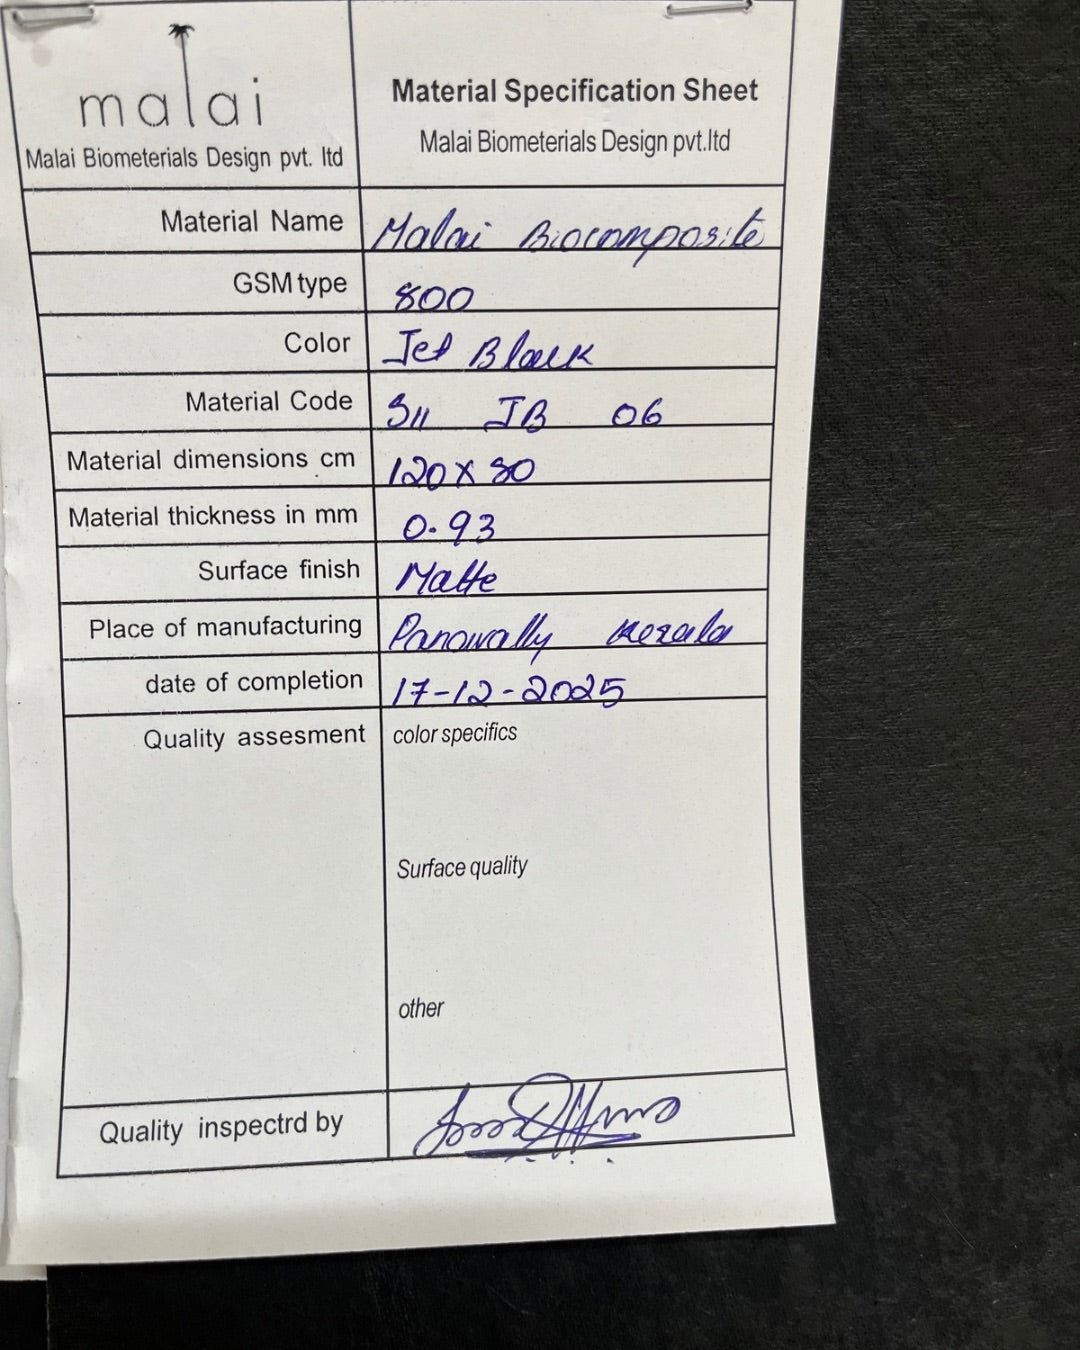 malai
Malai Biometerials Design pvt. ltd
Material Specification Sheet
Malai Biometerials Design pvt.ltd
Material Name Malai Biocomposite
GSM type 800
Color Jet Black
Material Code JB 06
Material dimensions cm 120 X
Material thickness in mm 0.93
Surface finish Matte
Place of manufacturing Kerala
date of completion 17-12-2025
Quality assesment color specifics
Surface quality
other
Quality inspectrd by